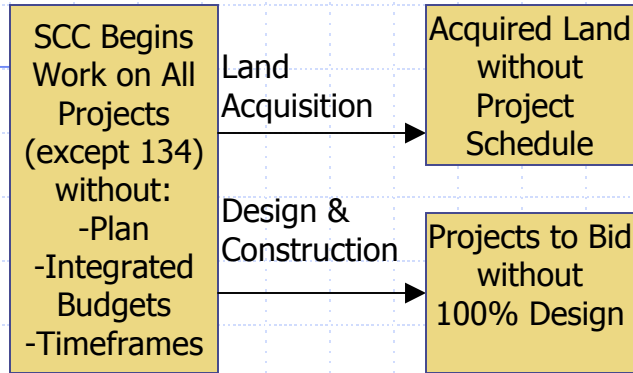 SCC Begins
Work on All
Projects
(except 134)
without:
-Plan
-Integrated
Budgets
-Timeframes
Land
Acquisition
Design &
Construction
Acquired Land
without
Project
Schedule
Projects to Bid
without
100% Design